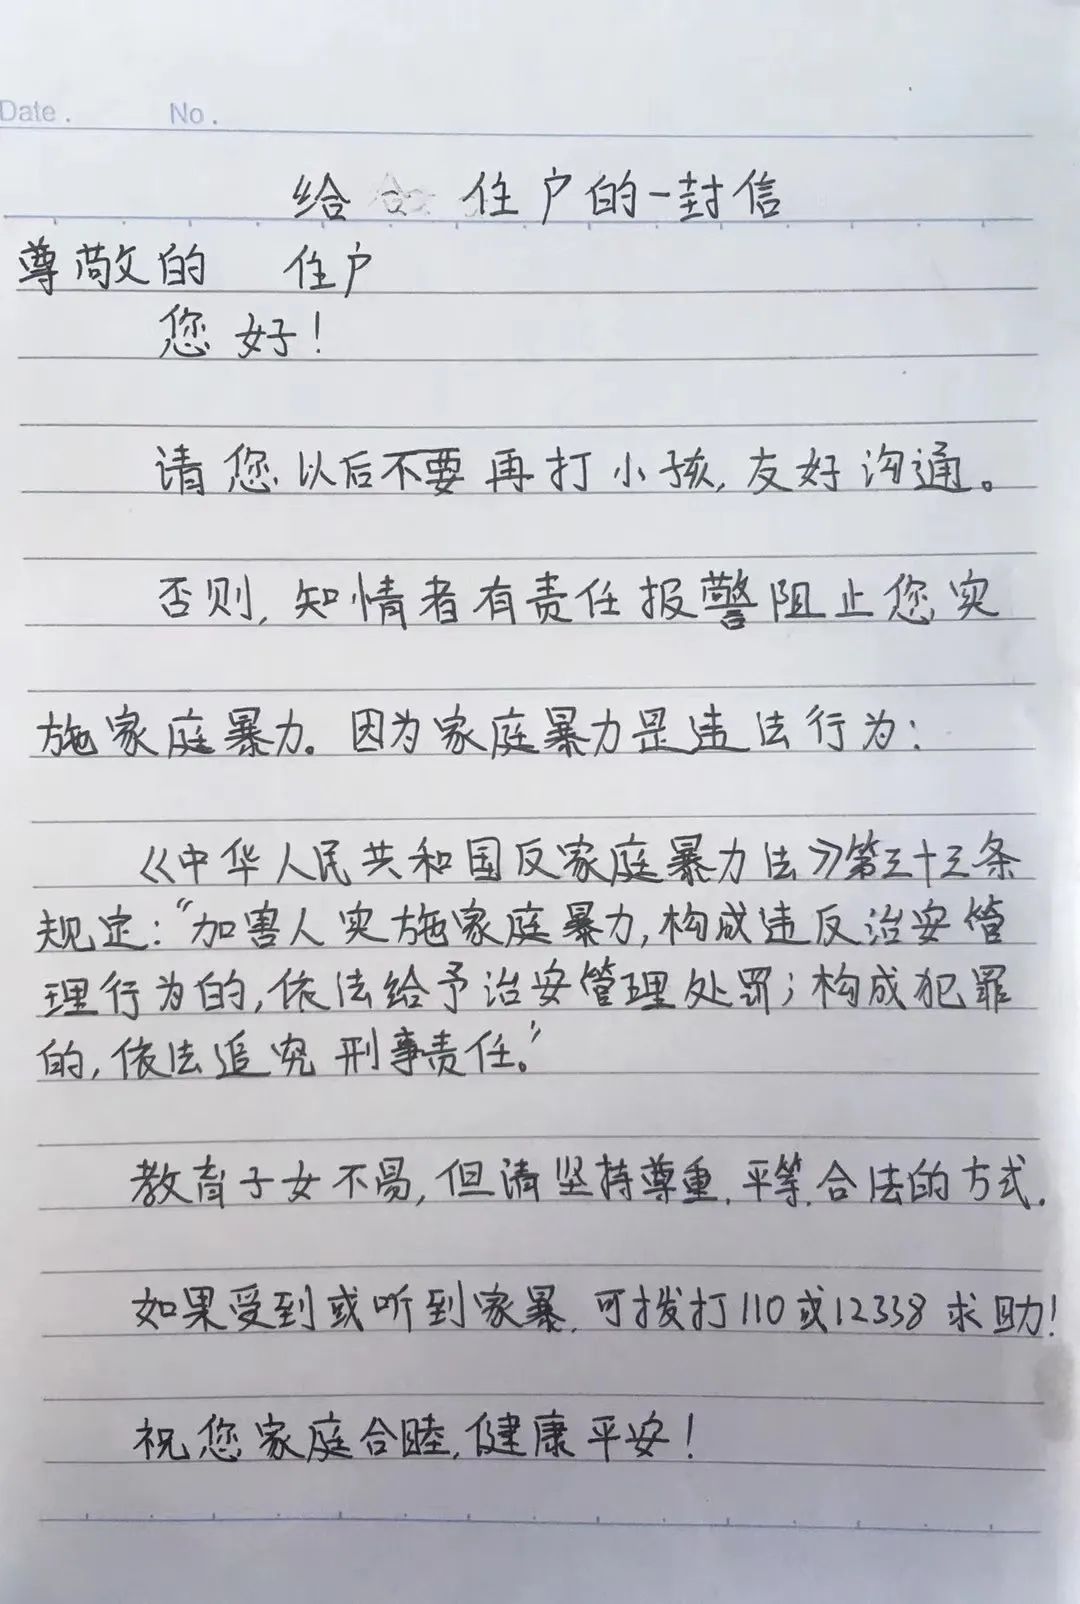 Date. No.
给 住户的一封信
尊敬的 住户
您好!
请您以后不要再打小孩,友好沟通。
否则,知情者有责任报警阻止您实
施家庭暴力。因为家庭暴力是违法行为:
《中华人民共和国反家庭暴力法》第三十三条
规定:“加害人实施家庭暴力,构成违反治安管
理行为的,依法给予治安管理处罚;构成犯罪
的,依法追究刑事责任。”
教育子女不易,但请坚持尊重、平等、合法的方式。
如果受到或听到家暴,可拨打110或12338求助!
祝您家庭合睦,健康平安!